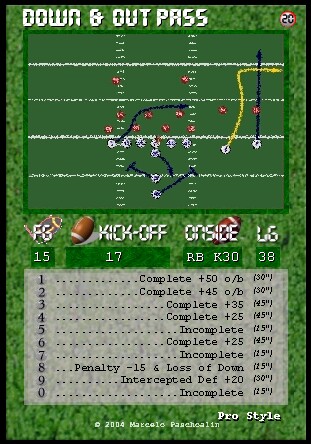 DOWN & OUT PASS
20
FG KICK-OFF ONSIDE LG
15 17 RB K30 38
1 ..............Complete +50 o/b (30")
2 ..............Complete +45 o/b (30")
3 ..................Complete +35 (45")
4 ..................Complete +25 (45")
5 ....................Incomplete (15")
6 ..................Complete +25 (45")
7 ....................Incomplete (15")
8 ...Penalty -15 & Loss of Down (15")
9 ..........Intercepted Def +20 (30")
0 ....................Incomplete (15")
Pro Style
© 2004 Marcelo Paschoalin